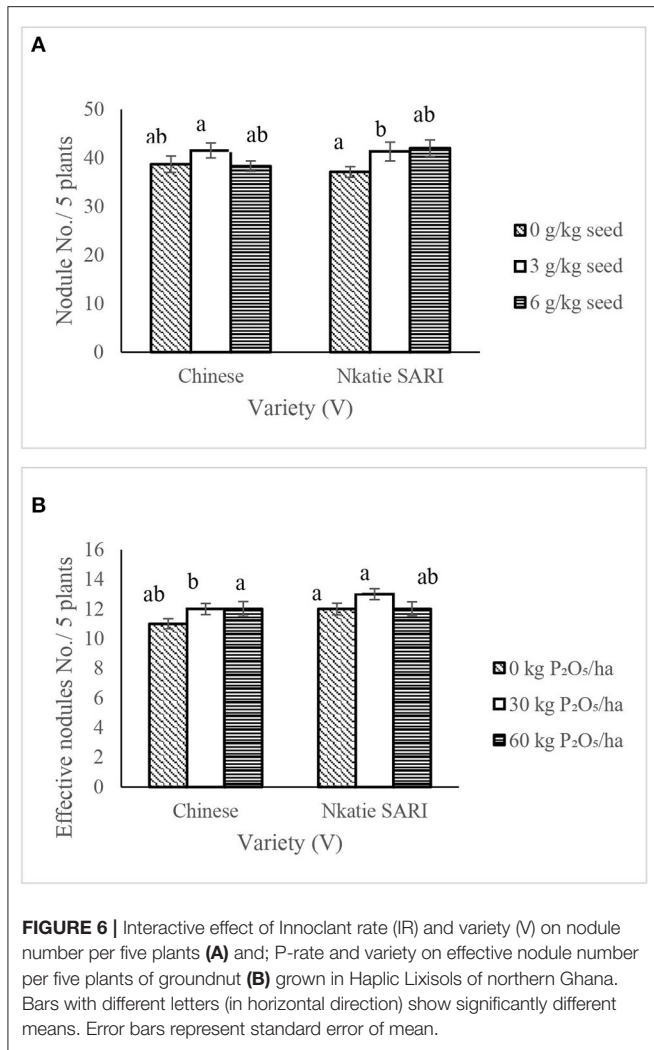 A
Nodule No./ 5 plants
50
40
30
20
10
0
ab a ab a b ab
Chinese Nkatie SARI
Variety (V)
0 g/kg seed
3 g/kg seed
6 g/kg seed
B
Effective nodules No./ 5 plants
16
14
12
10
8
6
4
2
0
ab b a a a ab
Chinese Nkatie SARI
Variety (V)
0 kg P₂O₅/ha
30 kg P₂O₅/ha
60 kg P₂O₅/ha
FIGURE 6 | Interactive effect of Innoclant rate (IR) and variety (V) on nodule
number per five plants (A) and; P-rate and variety on effective nodule number
per five plants of groundnut (B) grown in Haplic Lixisols of northern Ghana.
Bars with different letters (in horizontal direction) show significantly different
means. Error bars represent standard error of mean.